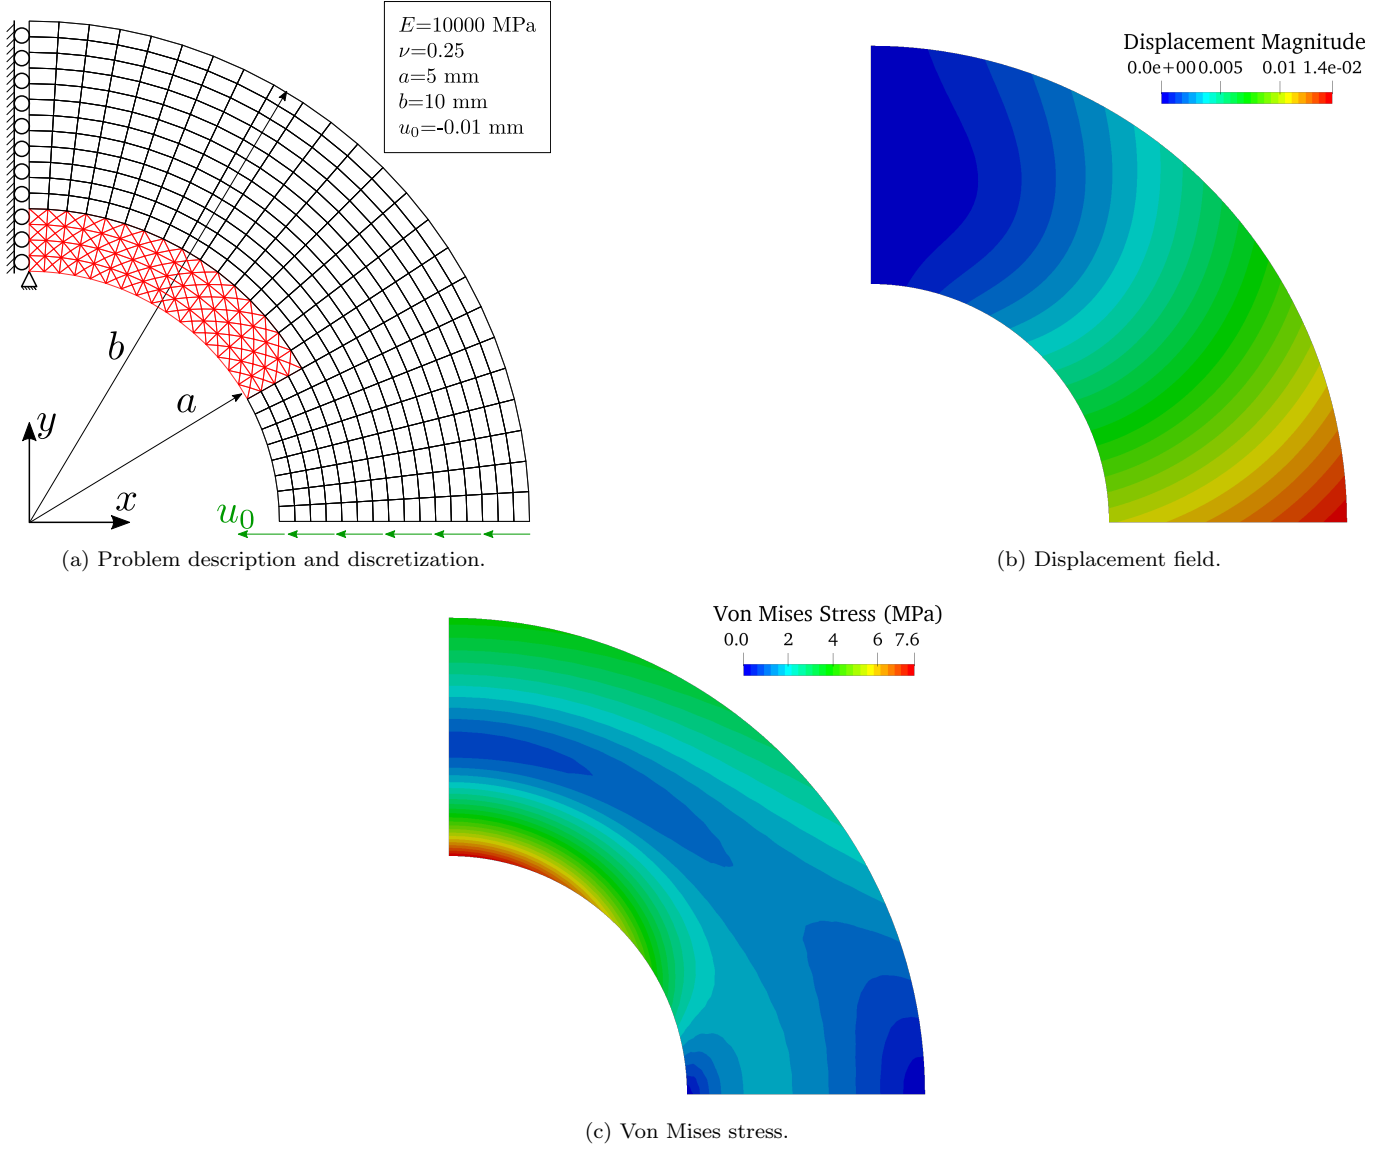 E=10000 MPa
ν=0.25
a=5 mm
b=10 mm
u₀=-0.01 mm
b
a
y
x
u₀
(a) Problem description and discretization.
Displacement Magnitude
0.0e+00 0.005 0.01 1.4e-02
(b) Displacement field.
Von Mises Stress (MPa)
0.0 2 4 6 7.6
(c) Von Mises stress.